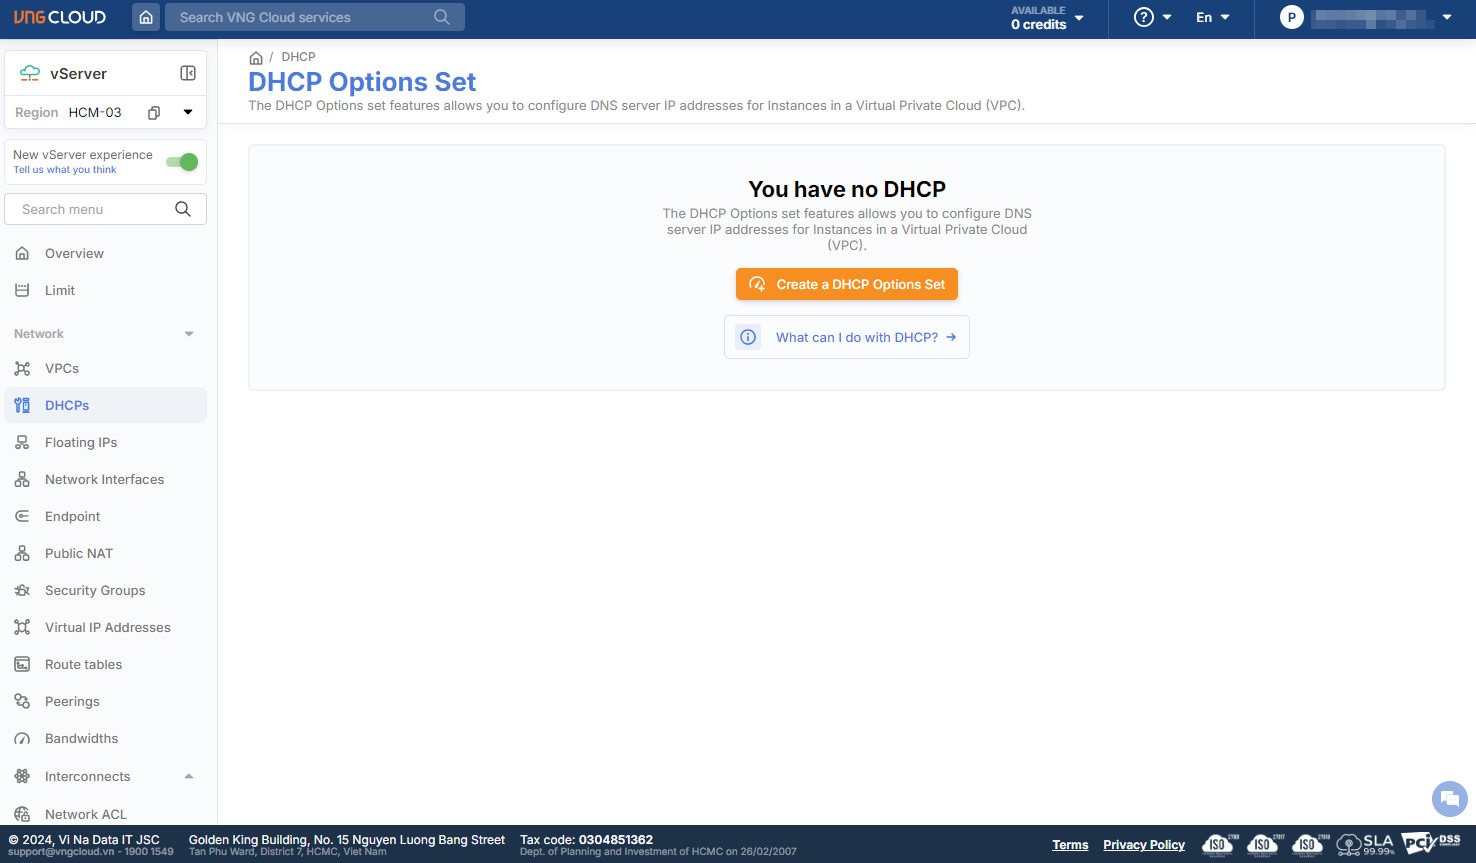 VNG CLOUD
Search VNG Cloud services
AVAILABLE
0 credits
En
P
vServer
Region HCM-03
New vServer experience
Tell us what you think
Search menu
Overview
Limit
Network
VPCs
DHCPs
Floating IPs
Network Interfaces
Endpoint
Public NAT
Security Groups
Virtual IP Addresses
Route tables
Peerings
Bandwidths
Interconnects
Network ACL
/ DHCP
DHCP Options Set
The DHCP Options set features allows you to configure DNS server IP addresses for Instances in a Virtual Private Cloud (VPC).
You have no DHCP
The DHCP Options set features allows you to configure DNS
server IP addresses for Instances in a Virtual Private Cloud
(VPC).
Create a DHCP Options Set
What can I do with DHCP?
© 2024, Vi Na Data IT JSC
support@vngcloud.vn - 1900 1549
Golden King Building, No. 15 Nguyen Luong Bang Street
Tan Phu Ward, District 7, HCMC, Viet Nam
Tax code: 0304851362
Dept. of Planning and Investment of HCMC on 26/02/2007
Terms
Privacy Policy
ISO 27001
ISO 27017
ISO 27018
SLA
99.99%
PCI DSS